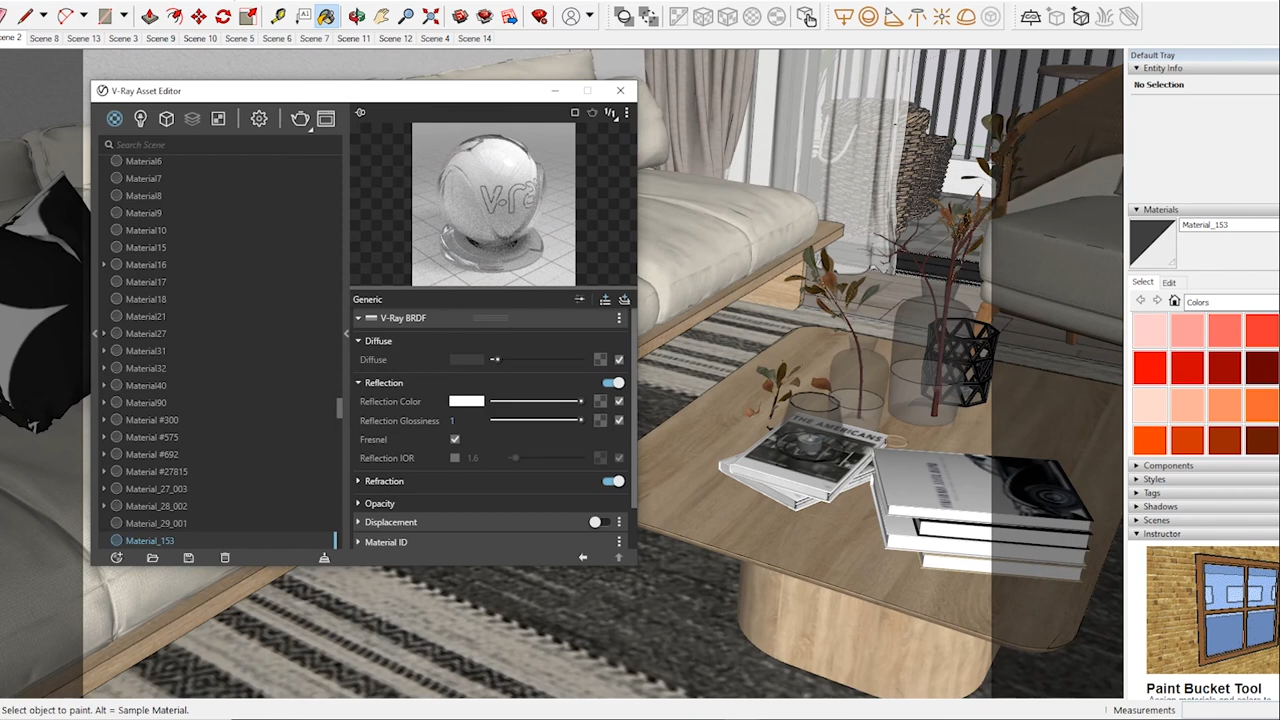 ene 2
Scene 8
Scene 13
Scene 3
Scene 9
Scene 10
Scene 5
Scene 6
Scene 7
Scene 11
Scene 12
Scene 4
Scene 14
V-Ray Asset Editor
Search Scene
Material6
Material7
Material8
Material9
Material10
Material15
Material16
Material17
Material18
Material21
Material27
Material31
Material32
Material40
Material90
Material #300
Material #575
Material #692
Material #27815
Material_27_003
Material_28_002
Material_29_001
Material_153
1/1
v-ra
Generic
V-Ray BRDF
Diffuse
Diffuse
Reflection
Reflection Color
Reflection Glossiness 1
Fresnel
Reflection IOR 1.6
Refraction
Opacity
Displacement
Material ID
THE AMERICANS
Default Tray
Entity Info
No Selection
Materials
Material_153
Select Edit
Colors
Components
Styles
Tags
Shadows
Scenes
Instructor
Paint Bucket Tool
Select object to paint. Alt = Sample Material.
Measurements